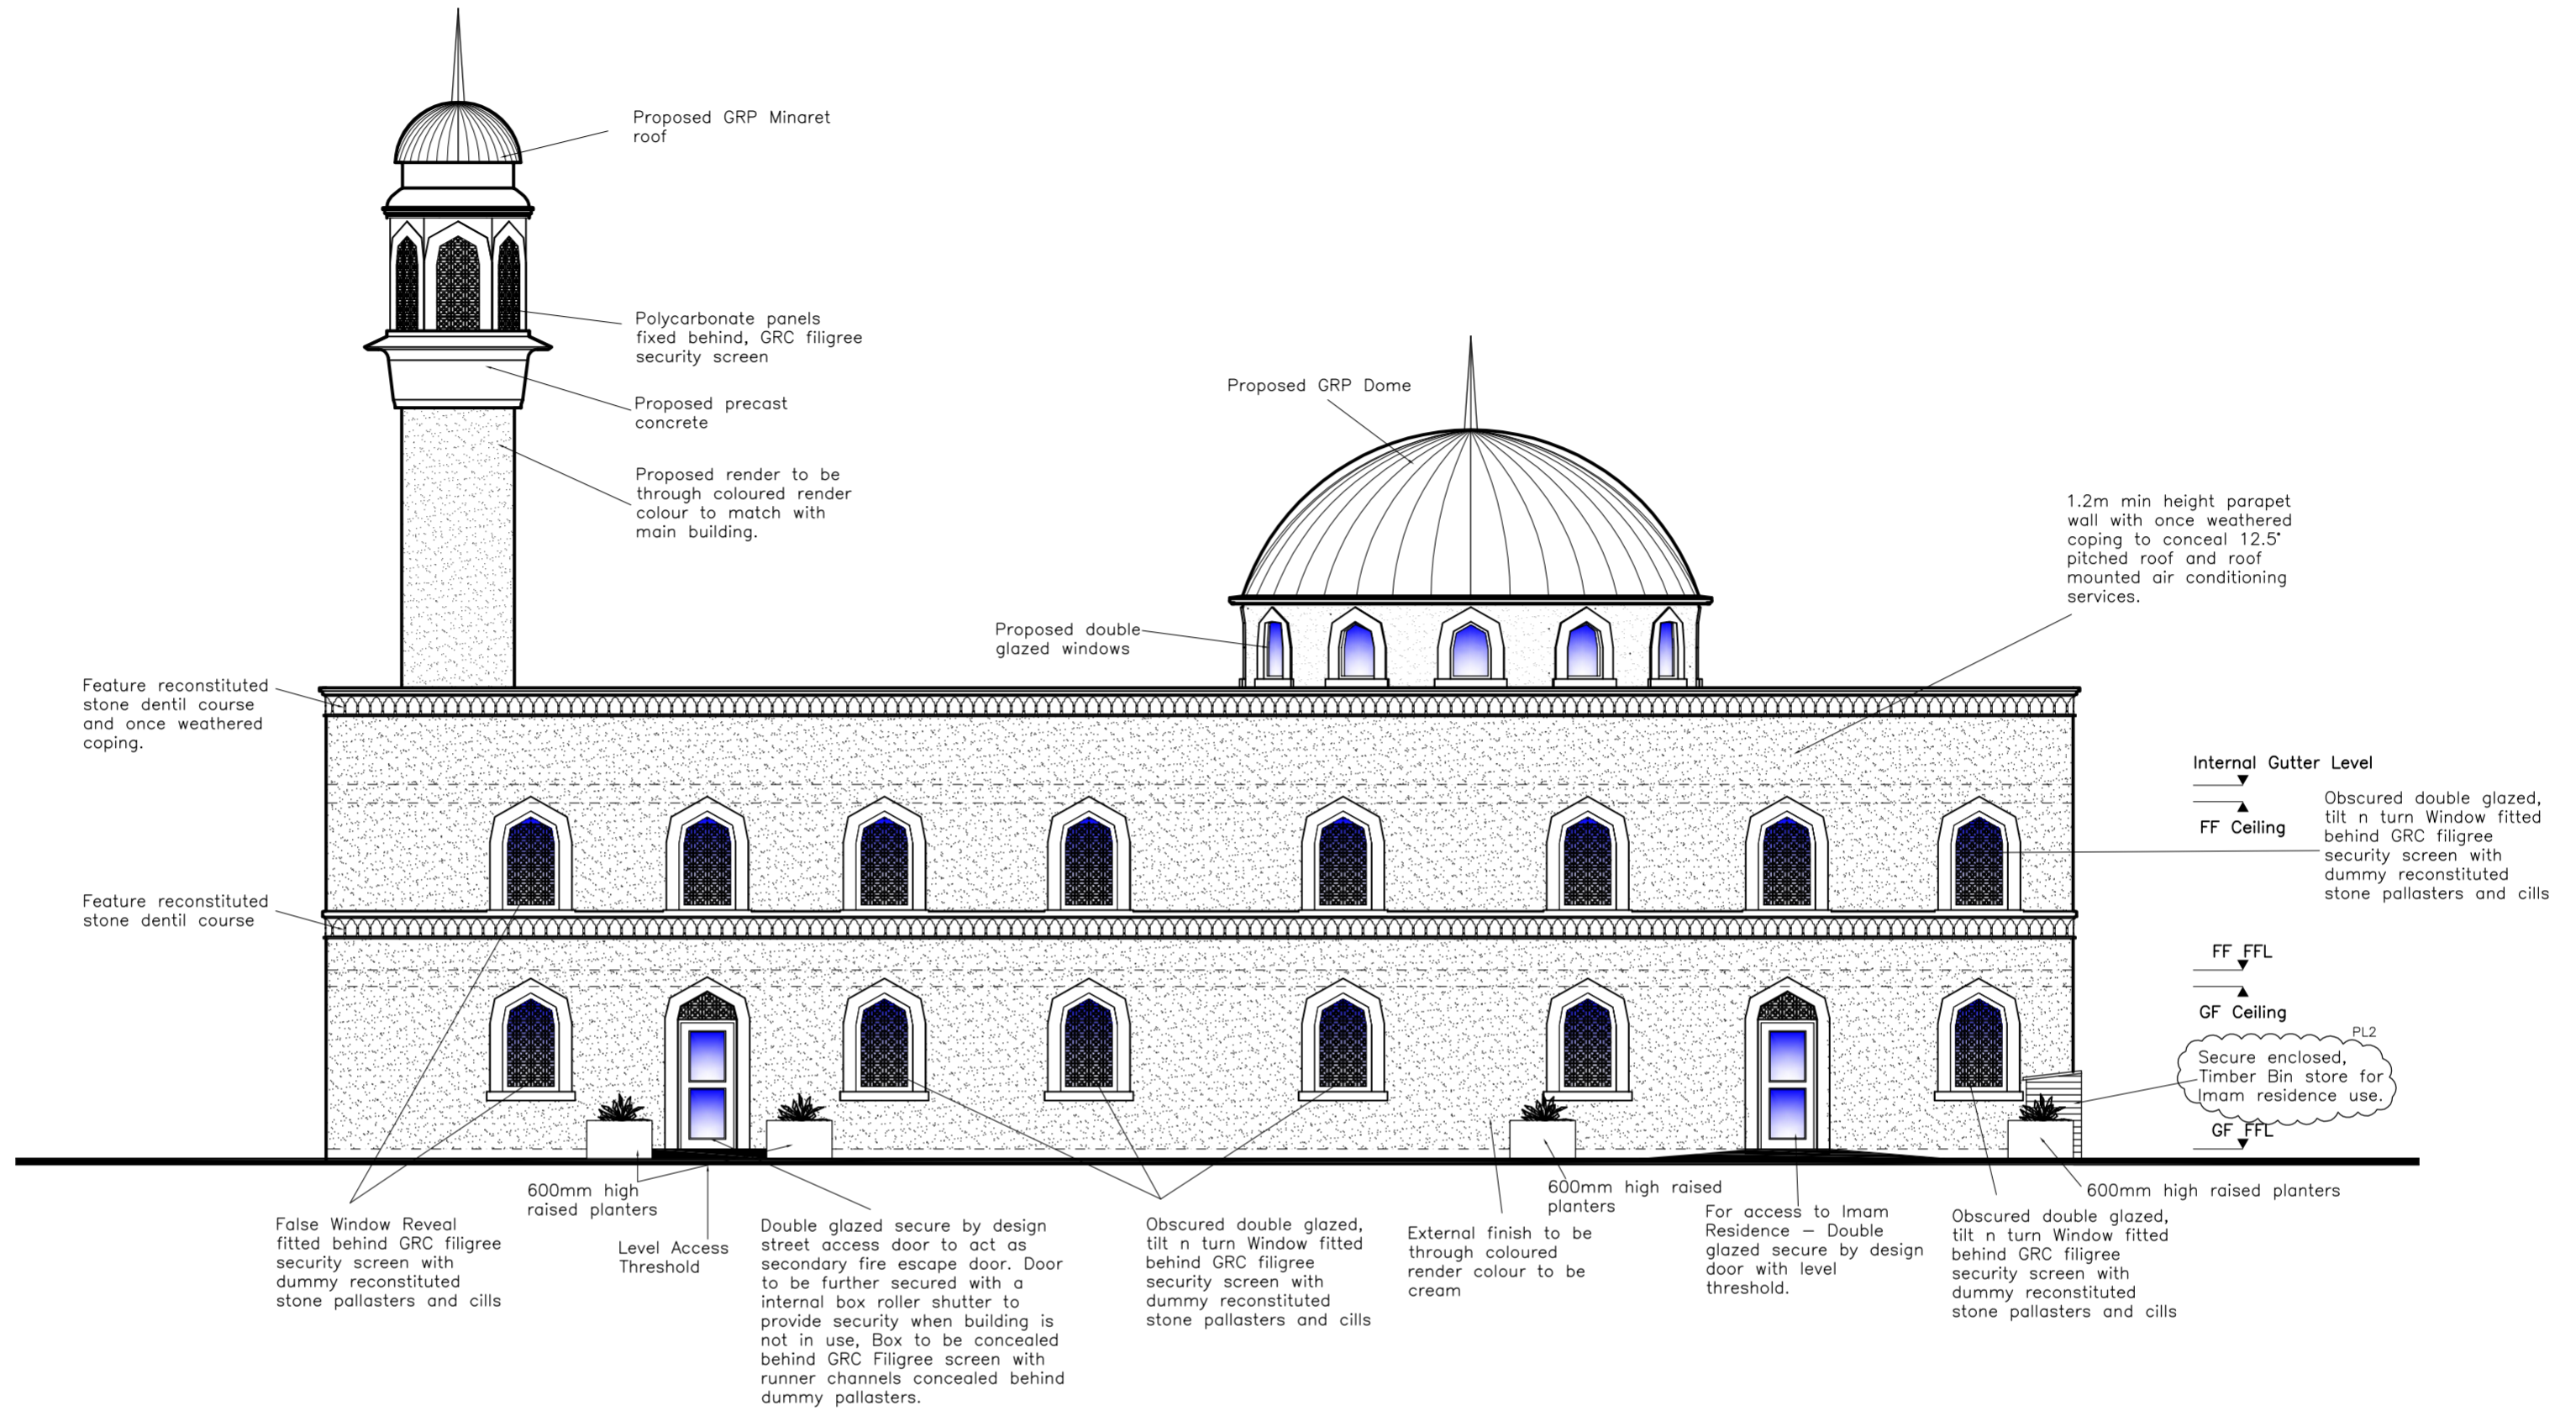 Proposed GRP Minaret
roof
Polycarbonate panels
fixed behind, GRC filigree
security screen
Proposed precast
concrete
Proposed render to be
through coloured render
colour to match with
main building.
Proposed GRP Dome
Proposed double
glazed windows
1.2m min height parapet
wall with once weathered
coping to conceal 12.5°
pitched roof and roof
mounted air conditioning
services.
Feature reconstituted
stone dentil course
and once weathered
coping.
Feature reconstituted
stone dentil course
Internal Gutter Level
FF Ceiling
Obscured double glazed,
tilt n turn Window fitted
behind GRC filigree
security screen with
dummy reconstituted
stone pallasters and cills
FF FFL
GF Ceiling
PL2
Secure enclosed,
Timber Bin store for
Imam residence use.
GF FFL
False Window Reveal
fitted behind GRC filigree
security screen with
dummy reconstituted
stone pallasters and cills
600mm high
raised planters
Level Access
Threshold
Double glazed secure by design
street access door to act as
secondary fire escape door. Door
to be further secured with a
internal box roller shutter to
provide security when building is
not in use, Box to be concealed
behind GRC Filigree screen with
runner channels concealed behind
dummy pallasters.
Obscured double glazed,
tilt n turn Window fitted
behind GRC filigree
security screen with
dummy reconstituted
stone pallasters and cills
External finish to be
through coloured
render colour to be
cream
600mm high raised
planters
For access to Imam
Residence – Double
glazed secure by design
door with level
threshold.
Obscured double glazed,
tilt n turn Window fitted
behind GRC filigree
security screen with
dummy reconstituted
stone pallasters and cills
600mm high raised planters